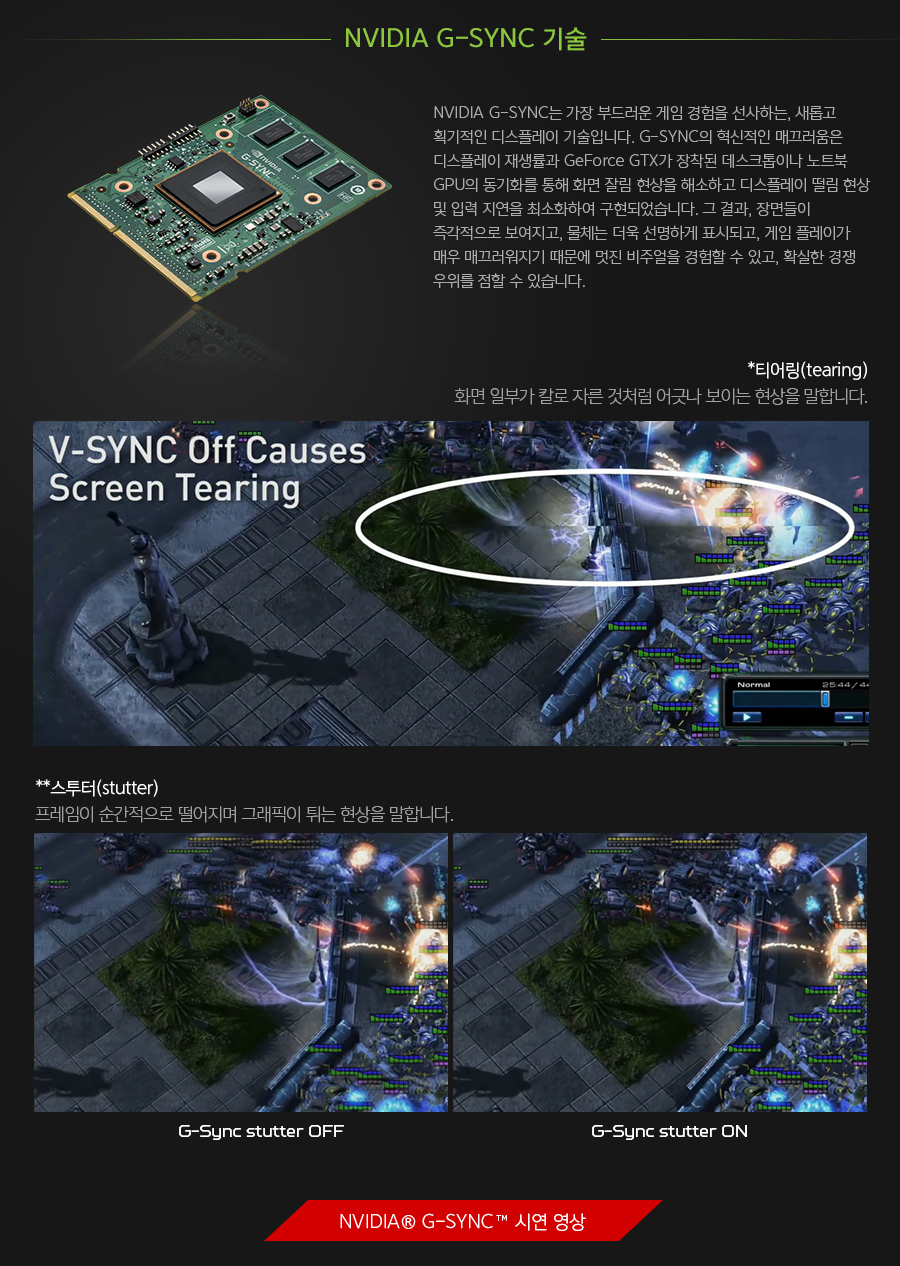 NVIDIA G-SYNC 기술
NVIDIA
G-SYNC
NVIDIA G-SYNC는 가장 부드러운 게임 경험을 선사하는, 새롭고
획기적인 디스플레이 기술입니다. G-SYNC의 혁신적인 매끄러움은
디스플레이 재생률과 GeForce GTX가 장착된 데스크톱이나 노트북
GPU의 동기화를 통해 화면 잘림 현상을 해소하고 디스플레이 떨림 현상
및 입력 지연을 최소화하여 구현되었습니다. 그 결과, 장면들이
즉각적으로 보여지고, 물체는 더욱 선명하게 표시되고, 게임 플레이가
매우 매끄러워지기 때문에 멋진 비주얼을 경험할 수 있고, 확실한 경쟁
우위를 점할 수 있습니다.
*티어링(tearing)
화면 일부가 칼로 자른 것처럼 어긋나 보이는 현상을 말합니다.
V-SYNC Off Causes
Screen Tearing
Normal
25:44 / 44
**스투터(stutter)
프레임이 순간적으로 떨어지며 그래픽이 튀는 현상을 말합니다.
G-Sync stutter OFF
G-Sync stutter ON
NVIDIA® G-SYNC™ 시연 영상